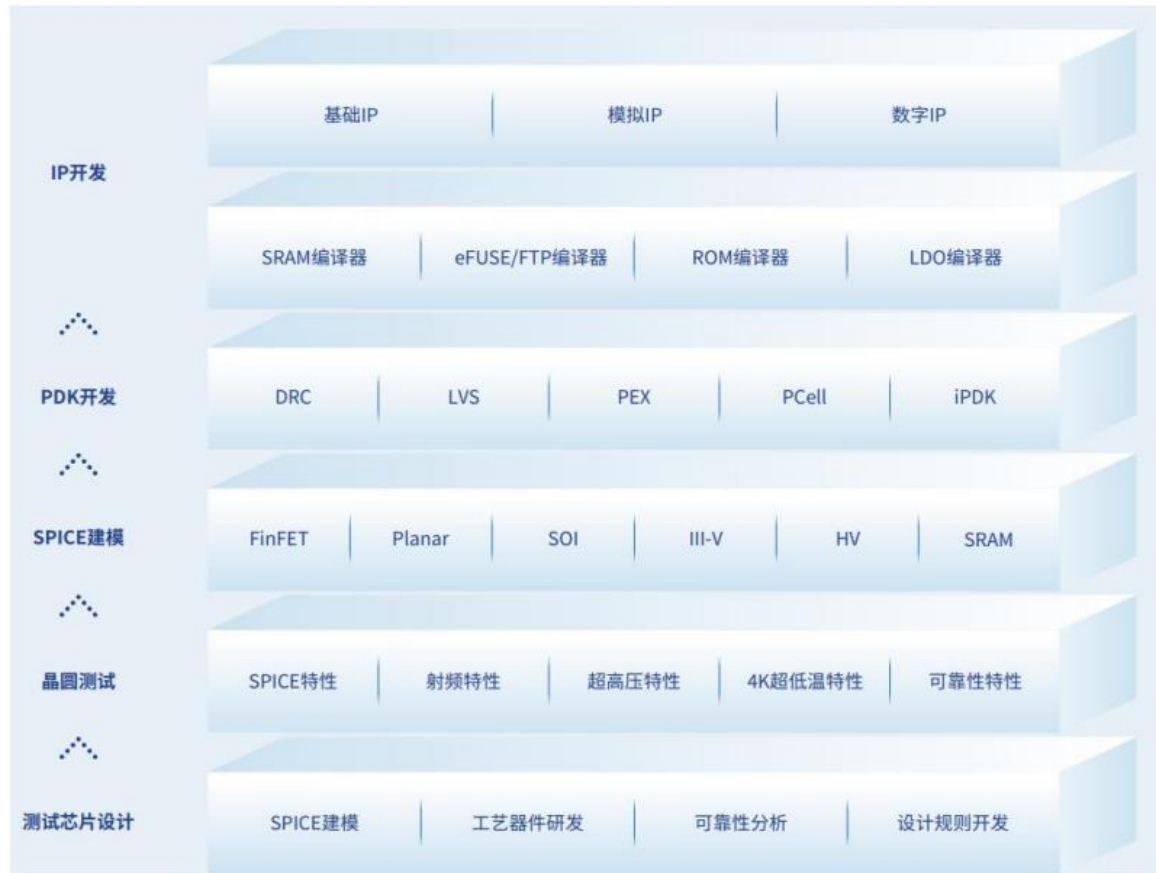 基础IP 模拟IP 数字IP
IP开发
SRAM编译器 eFUSE/FTP编译器 ROM编译器 LDO编译器
PDK开发 DRC LVS PEX PCell iPDK
SPICE建模 FinFET Planar SOI III-V HV SRAM
晶圆测试 SPICE特性 射频特性 超高压特性 4K超低温特性 可靠性特性
测试芯片设计 SPICE建模 工艺器件研发 可靠性分析 设计规则开发